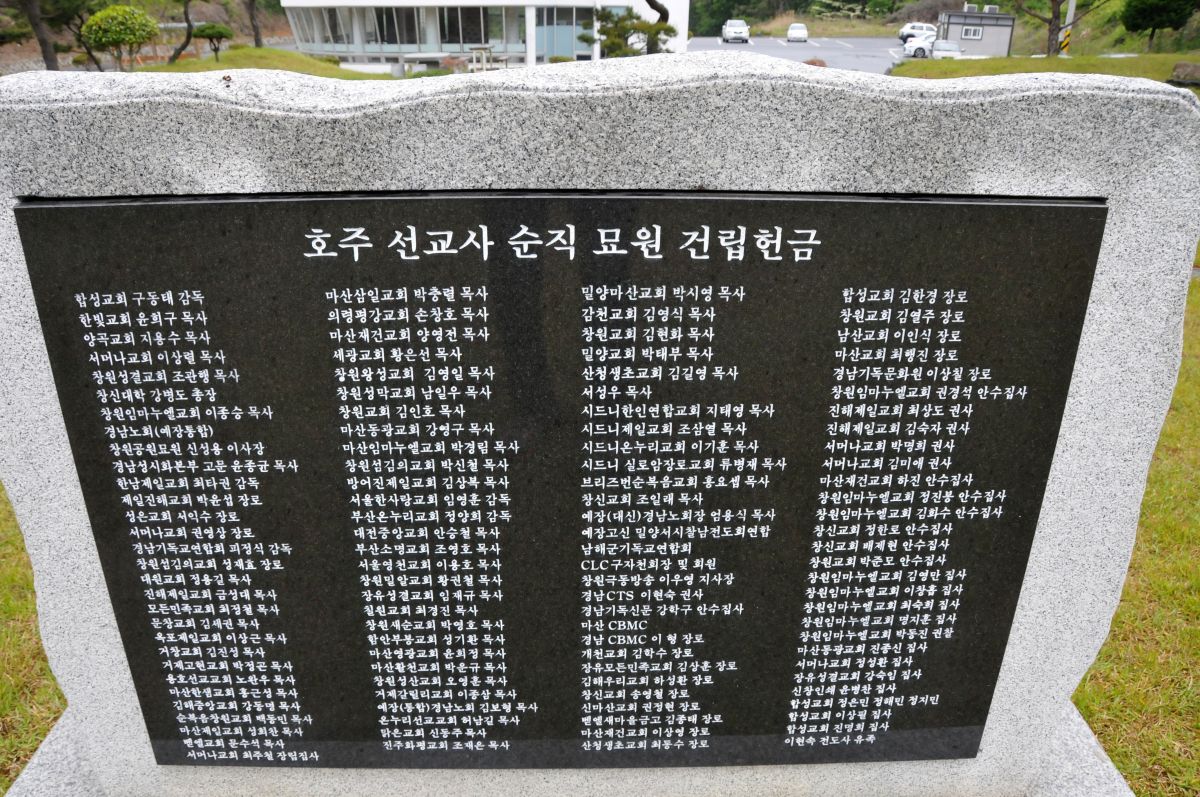 호주 선교사 순직 묘원 건립헌금
합성교회 구동태 감독
한빛교회 윤희구 목사
양곡교회 지용수 목사
서머나교회 이상렬 목사
창원성결교회 조관행 목사
창신대학 강병도 총장
창원임마누엘교회 이종승 목사
경남노회(예장통합)
창원공원묘원 신성용 이사장
경남성시화본부 고문 윤종균 목사
한남제일교회 최타권 감독
제일진해교회 박윤섭 장로
성은교회 서익수 장로
서머나교회 권영상 장로
경남기독교연합회 피정식 감독
창원섬김의교회 성재효 장로
대원교회 정용길 목사
진해제일교회 금성대 목사
모든민족교회 최정철 목사
문창교회 김새권 목사
옥포제일교회 이상근 목사
거창교회 김진성 목사
거제고현교회 박정곤 목사
용호선교교회 노완우 목사
마산한생교회 홍근성 목사
김해중앙교회 강동명 목사
순복음창원교회 백동민 목사
마산제일교회 성희찬 목사
벧엘교회 문수석 목사
서머나교회 최주철 장립집사
마산삼일교회 박충렬 목사
의령평강교회 손창호 목사
마산재건교회 양영전 목사
세광교회 황은선 목사
창원왕성교회 김영일 목사
창원성막교회 남일우 목사
창원교회 김인호 목사
마산동광교회 강영구 목사
마산임마누엘교회 박경림 목사
창원섬김의교회 박신철 목사
방어진제일교회 김상복 목사
서울한사랑교회 임영훈 감독
부산온누리교회 정양희 감독
대전중앙교회 안승철 목사
부산소명교회 조영호 목사
서울영천교회 이용호 목사
창원밀알교회 황권철 목사
장유성결교회 임재규 목사
칠원교회 최경진 목사
창원새순교회 박영호 목사
함안부봉교회 성기환 목사
마산영광교회 윤희정 목사
마산활천교회 박윤규 목사
창원성산교회 오영훈 목사
거제갈릴리교회 이종삼 목사
예장(통합)경남노회 김보형 목사
온누리선교교회 허남길 목사
맑은교회 신동주 목사
진주화평교회 조재은 목사
밀양마산교회 박시영 목사
감천교회 김영식 목사
창원교회 김현화 목사
밀양교회 박태부 목사
산청생초교회 김길영 목사
서성우 목사
시드니한인연합교회 지태영 목사
시드니제일교회 조삼열 목사
시드니온누리교회 이기훈 목사
시드니 실로암장로교회 류병재 목사
브리즈번순복음교회 홍요셉 목사
창신교회 조일래 목사
예장(대신)경남노회장 엄용식 목사
예장고신 밀양서시찰남전도회연합
남해군기독교연합회
CLC 구자천회장 및 회원
창원극동방송 이우영 지사장
경남CTS 이현숙 권사
경남기독신문 강학구 안수집사
마산 CBMC
경남 CBMC 이 형 장로
개천교회 김학수 장로
장유모든민족교회 김상훈 장로
김해우리교회 하성환 장로
창신교회 송영철 장로
신마산교회 권정현 장로
벧엘새마을금고 김종태 장로
마산재건교회 이상영 장로
산청생초교회 최동수 장로
합성교회 김한경 장로
창원교회 김열주 장로
남산교회 이인식 장로
마산교회 최행진 장로
경남기독문화원 이상칠 장로
창원임마누엘교회 권경석 안수집사
진해제일교회 최상도 권사
진해제일교회 김숙자 권사
서머나교회 박명희 권사
서머나교회 김미애 권사
마산재건교회 하진 안수집사
창원임마누엘교회 정진봉 안수집사
창원임마누엘교회 김화수 안수집사
창신교회 정한로 안수집사
창신교회 배제현 안수집사
창원교회 박준모 안수집사
창원임마누엘교회 김영만 집사
창원임마누엘교회 이창흡 집사
창원임마누엘교회 최숙희 집사
창원임마누엘교회 명지훈 집사
창원임마누엘교회 박동진 권찰
마산동광교회 진종신 집사
서머나교회 정성환 집사
장유성결교회 강숙임 집사
신창인쇄 윤병찬 집사
합성교회 정은민 정해민 정지민
합성교회 이상필 집사
합성교회 진명희 집사
이현속 전도사 유족